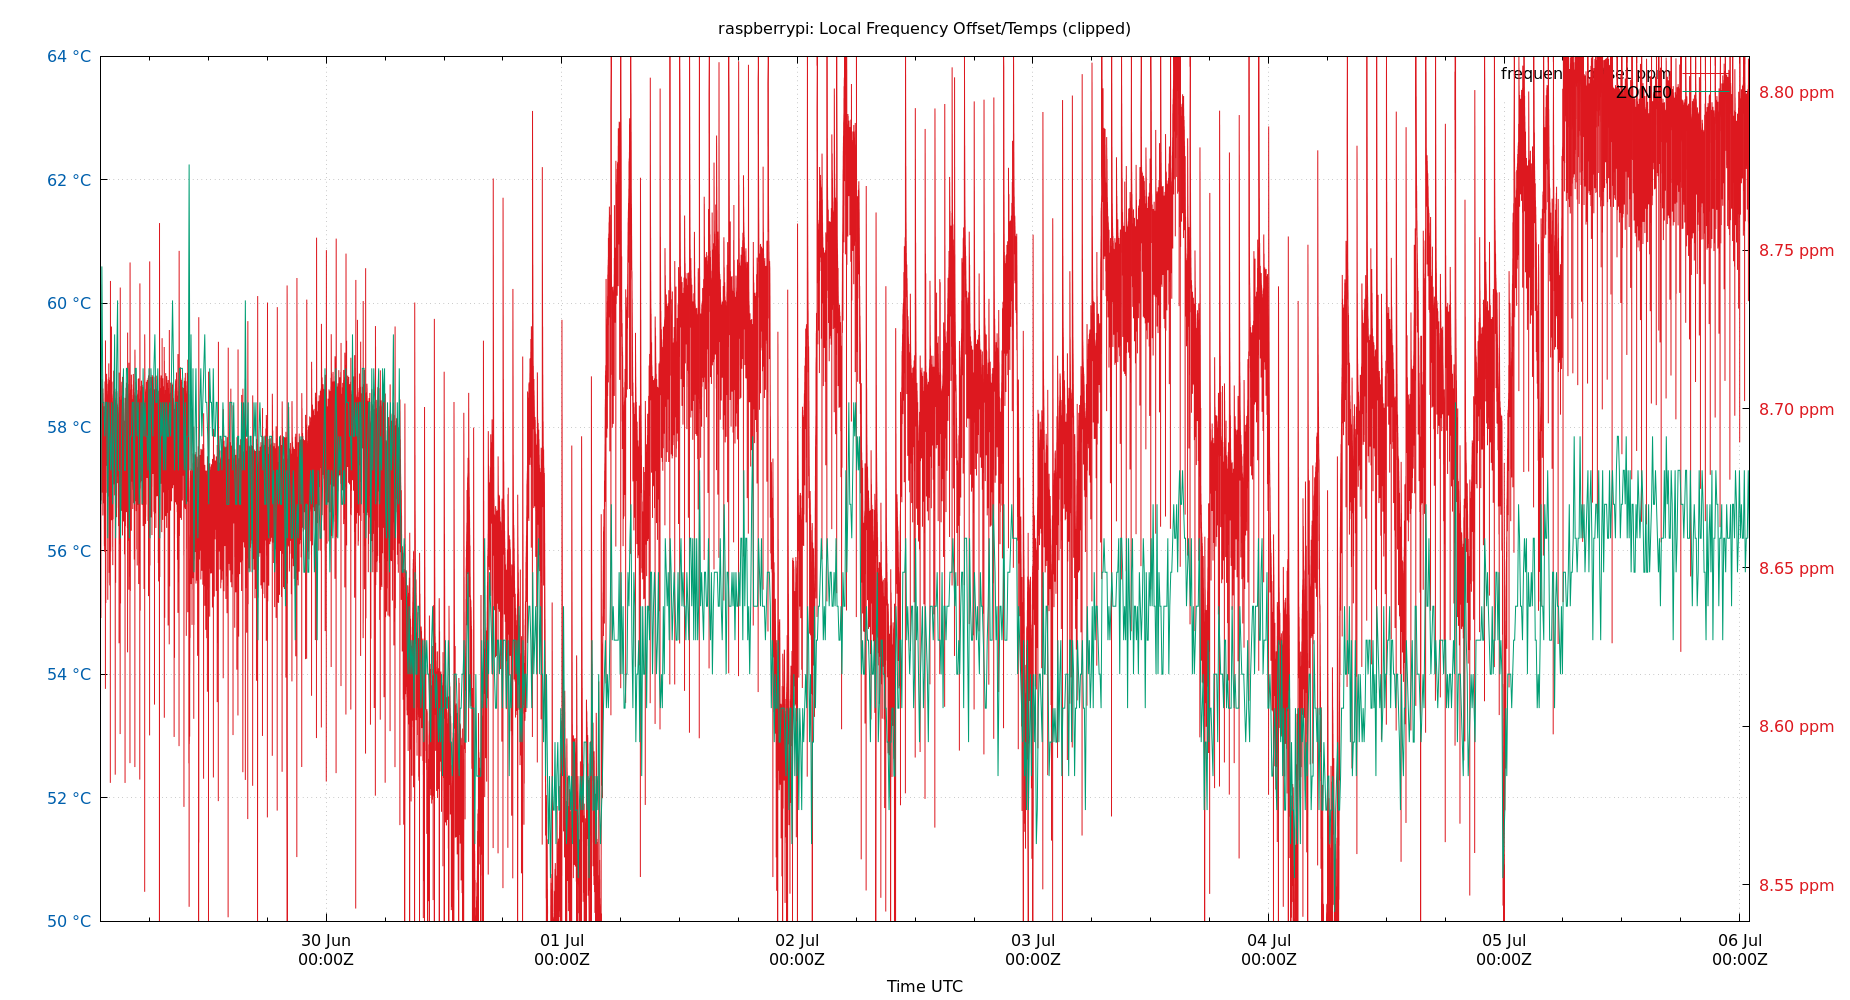 raspberrypi: Local Frequency Offset/Temps (clipped)
64 °C
62 °C
60 °C
58 °C
56 °C
54 °C
52 °C
50 °C
ZONE0
8.80 ppm
8.75 ppm
8.70 ppm
8.65 ppm
8.60 ppm
8.55 ppm
30 Jun
00:00Z
01 Jul
00:00Z
02 Jul
00:00Z
03 Jul
00:00Z
04 Jul
00:00Z
05 Jul
00:00Z
06 Jul
00:00Z
Time UTC